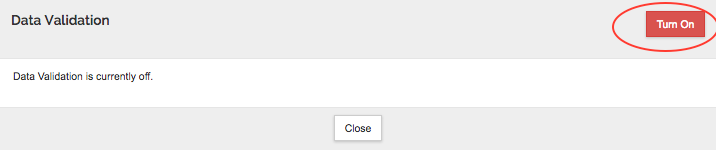 Data Validation
Turn On
Data Validation is currently off.
Close